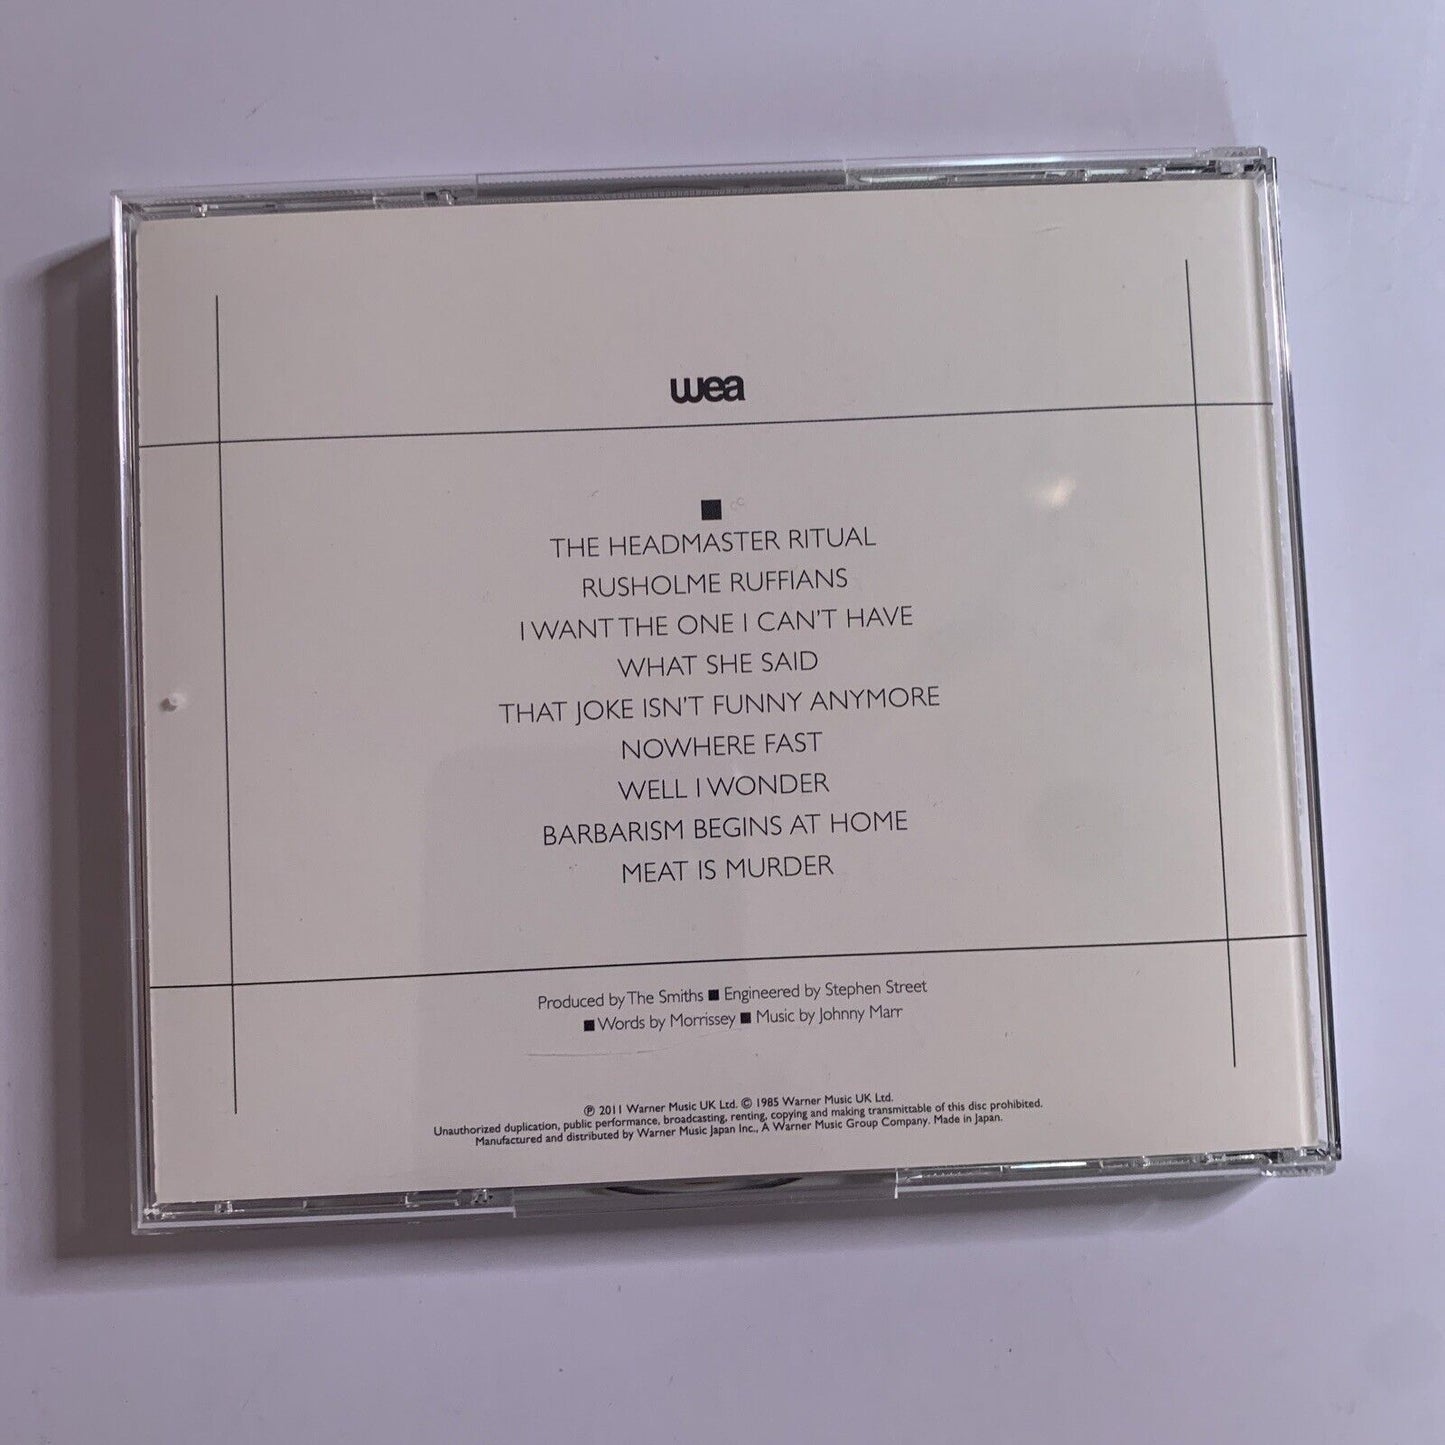 wea
THE HEADMASTER RITUAL
RUSHOLME RUFFIANS
I WANT THE ONE I CAN'T HAVE
WHAT SHE SAID
THAT JOKE ISN'T FUNNY ANYMORE
NOWHERE FAST
WELL I WONDER
BARBARISM BEGINS AT HOME
MEAT IS MURDER
Produced by The Smiths ■ Engineered by Stephen Street
■ Words by Morrissey ■ Music by Johnny Marr
℗ 2011 Warner Music UK Ltd. © 1985 Warner Music UK Ltd.
Unauthorized duplication, public performance, broadcasting, renting, copying and making transmittable of this disc prohibited.
Manufactured and distributed by Warner Music Japan Inc., A Warner Music Group Company. Made in Japan.